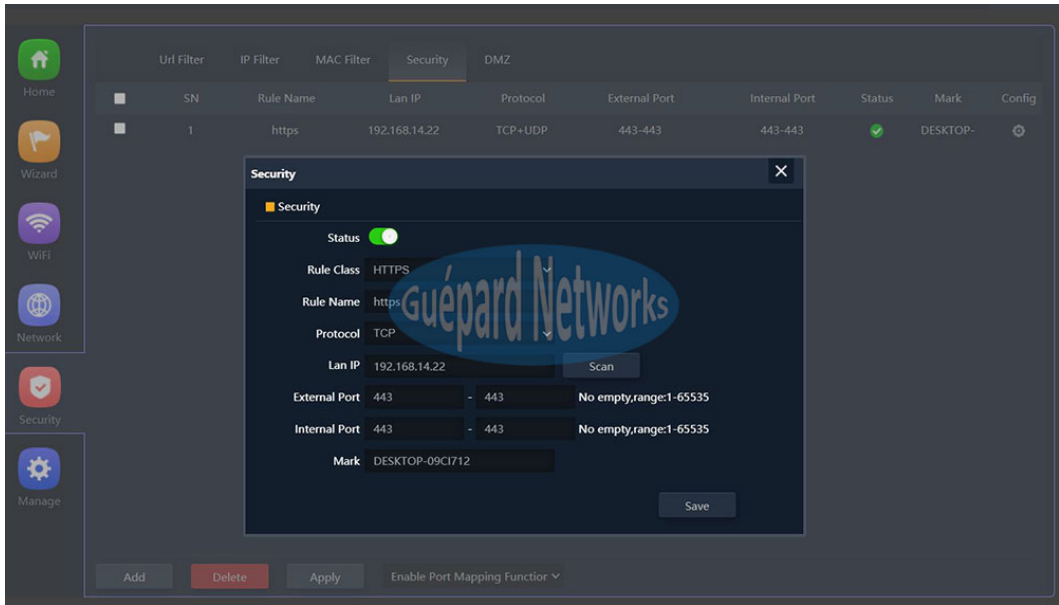 Url Filter IP Filter MAC Filter Security DMZ
Home
SN Rule Name Lan IP Protocol External Port Internal Port Status Mark Config
1 https 192.168.14.22 TCP+UDP 443-443 443-443 DESKTOP-
Wizard
Security
Security
Status
WiFi
Rule Class HTTPS
Rule Name https
Guépard Networks
Protocol TCP
Network
Lan IP 192.168.14.22 Scan
External Port 443 - 443 No empty,range:1-65535
Security
Internal Port 443 - 443 No empty,range:1-65535
Mark DESKTOP-09CI712
Manage
Save
Add Delete Apply Enable Port Mapping Functior